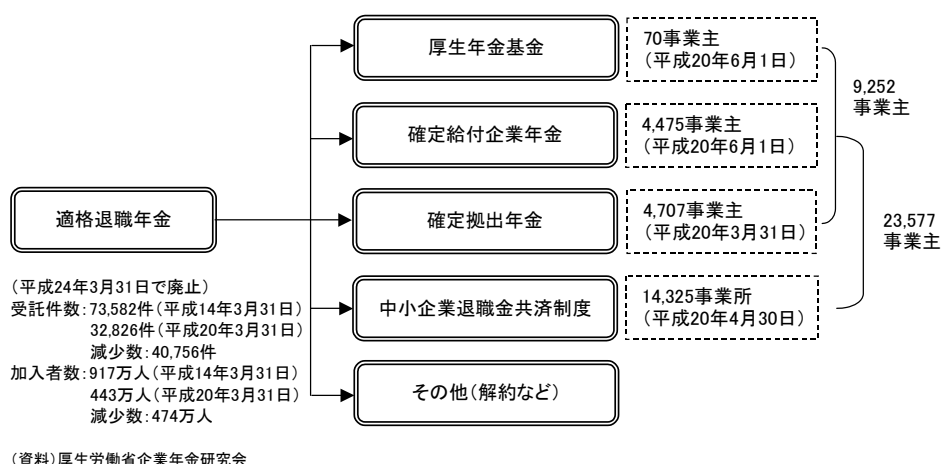 厚生年金基金
70事業主
（平成20年6月1日）
9,252
事業主
確定給付企業年金
4,475事業主
（平成20年6月1日）
適格退職年金
確定拠出年金
4,707事業主
（平成20年3月31日）
23,577
事業主
（平成24年3月31日で廃止）
受託件数：73,582件（平成14年3月31日）
32,826件（平成20年3月31日）
減少数：40,756件
加入者数：917万人（平成14年3月31日）
443万人（平成20年3月31日）
減少数：474万人
中小企業退職金共済制度
14,325事業所
（平成20年4月30日）
その他（解約など）
（資料）厚生労働省企業年金研究会